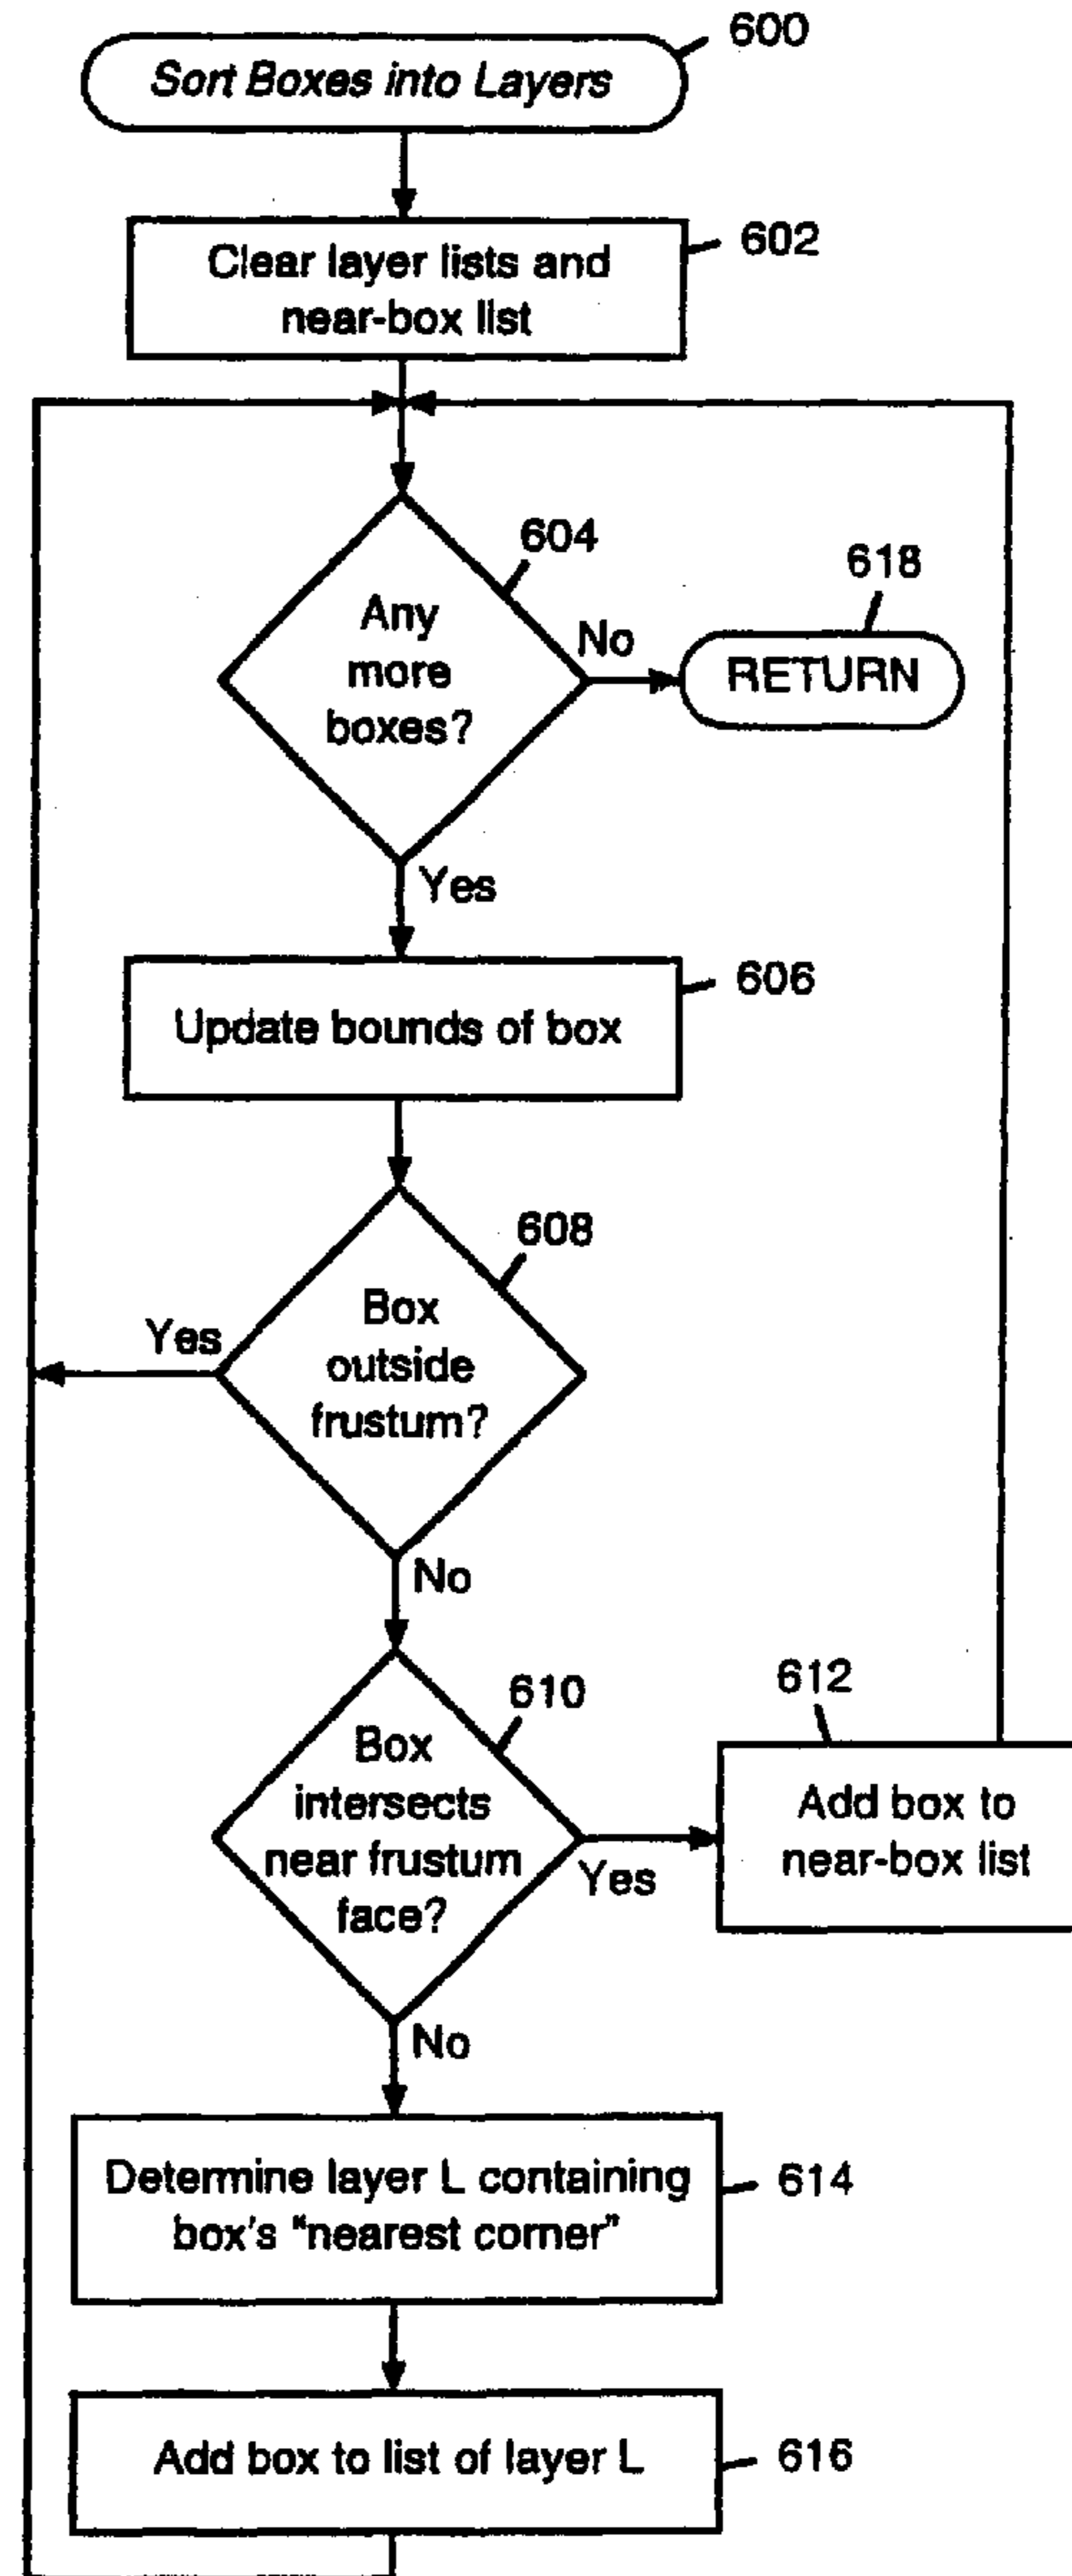 600
Sort Boxes into Layers
602
Clear layer lists and
near-box list
604
Any
more
boxes?
No
618
RETURN
Yes
606
Update bounds of box
608
Box
outside
frustum?
Yes
No
610
Box
intersects
near frustum
face?
Yes
612
Add box to
near-box list
No
Determine layer L containing
box's "nearest corner"
614
Add box to list of layer L
616